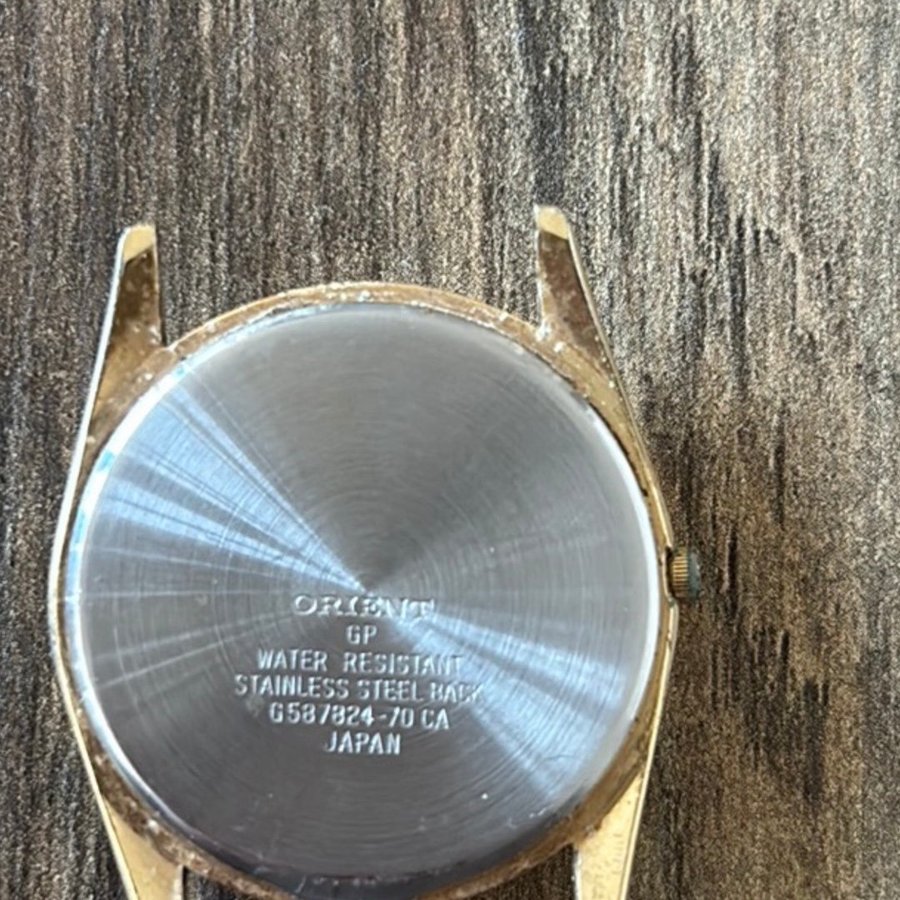 ORIENT
GP
WATER RESISTANT
STAINLESS STEEL BACK
G587824-70 CA
JAPAN